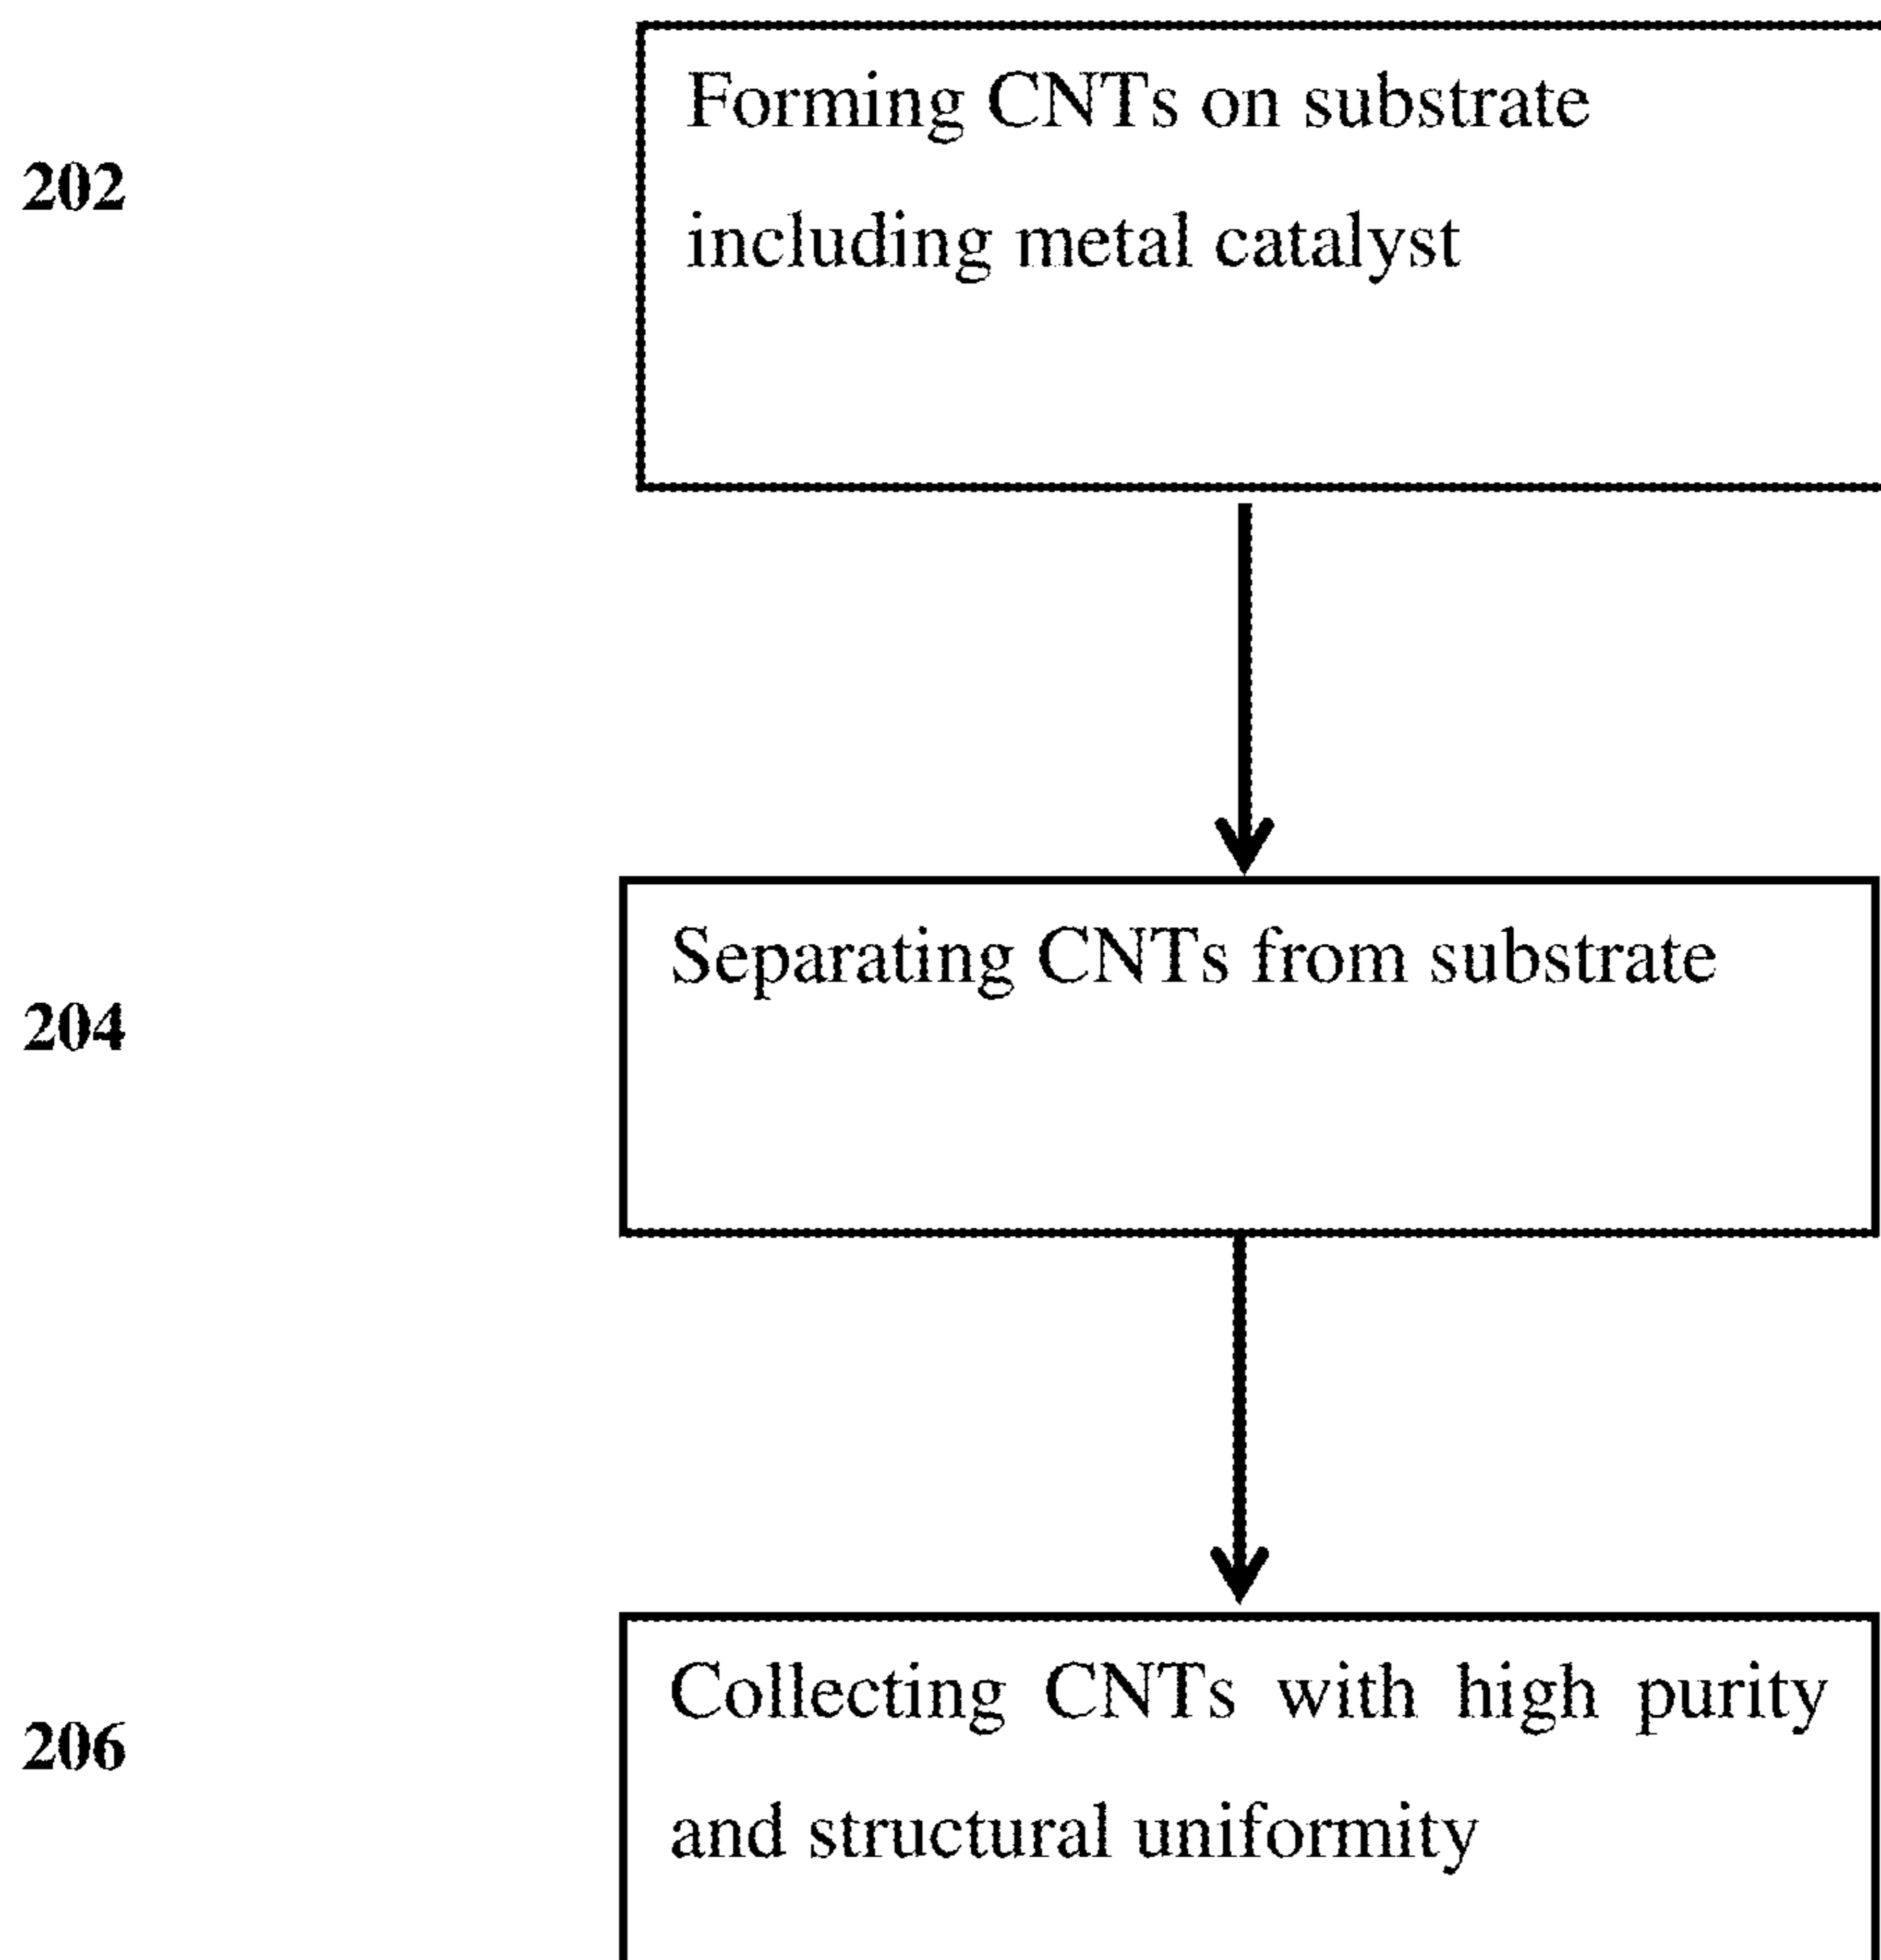 202
Forming CNTs on substrate
including metal catalyst
204
Separating CNTs from substrate
206
Collecting CNTs with high purity
and structural uniformity